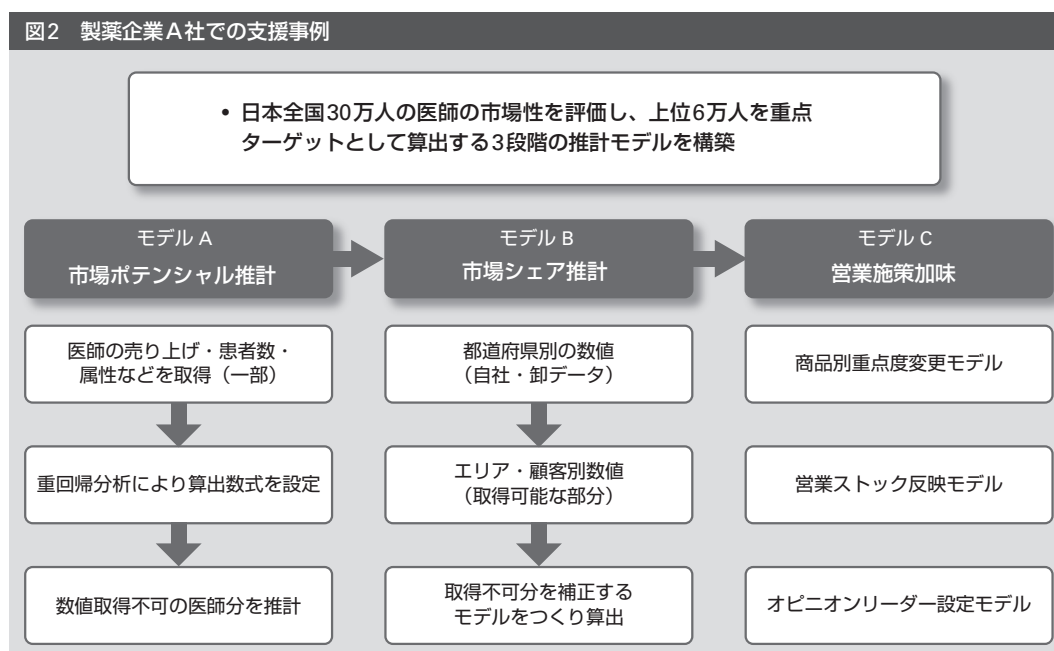 図2 製薬企業A社での支援事例
• 日本全国30万人の医師の市場性を評価し、上位6万人を重点
ターゲットとして算出する3段階の推計モデルを構築
モデル A
市場ポテンシャル推計
モデル B
市場シェア推計
モデル C
営業施策加味
医師の売り上げ・患者数・
属性などを取得（一部）
都道府県別の数値
（自社・卸データ）
商品別重点度変更モデル
重回帰分析により算出数式を設定
エリア・顧客別数値
（取得可能な部分）
営業ストック反映モデル
数値取得不可の医師分を推計
取得不可分を補正する
モデルをつくり算出
オピニオンリーダー設定モデル